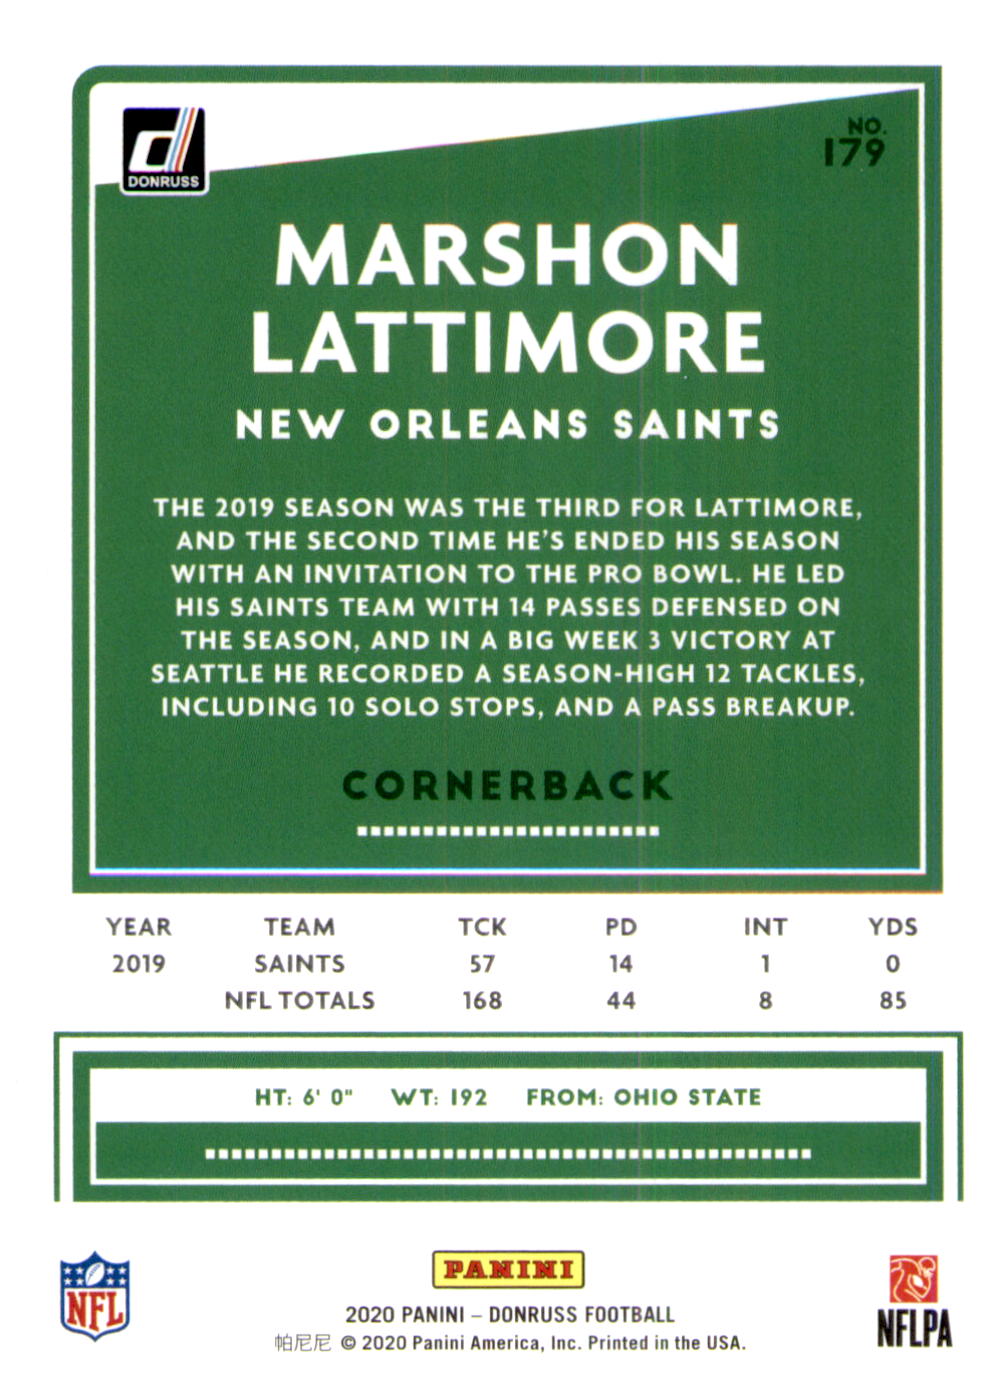 DONRUSS
NO.
179
MARSHON
LATTIMORE
NEW ORLEANS SAINTS
THE 2019 SEASON WAS THE THIRD FOR LATTIMORE,
AND THE SECOND TIME HE'S ENDED HIS SEASON
WITH AN INVITATION TO THE PRO BOWL. HE LED
HIS SAINTS TEAM WITH 14 PASSES DEFENSED ON
THE SEASON, AND IN A BIG WEEK 3 VICTORY AT
SEATTLE HE RECORDED A SEASON-HIGH 12 TACKLES,
INCLUDING 10 SOLO STOPS, AND A PASS BREAKUP.
CORNERBACK
YEAR TEAM TCK PD INT YDS
2019 SAINTS 57 14 1 0
NFL TOTALS 168 44 8 85
HT: 6' 0" WT: 192 FROM: OHIO STATE
NFL
PANINI
NFLPA
2020 PANINI – DONRUSS FOOTBALL
帕尼尼 © 2020 Panini America, Inc. Printed in the USA.